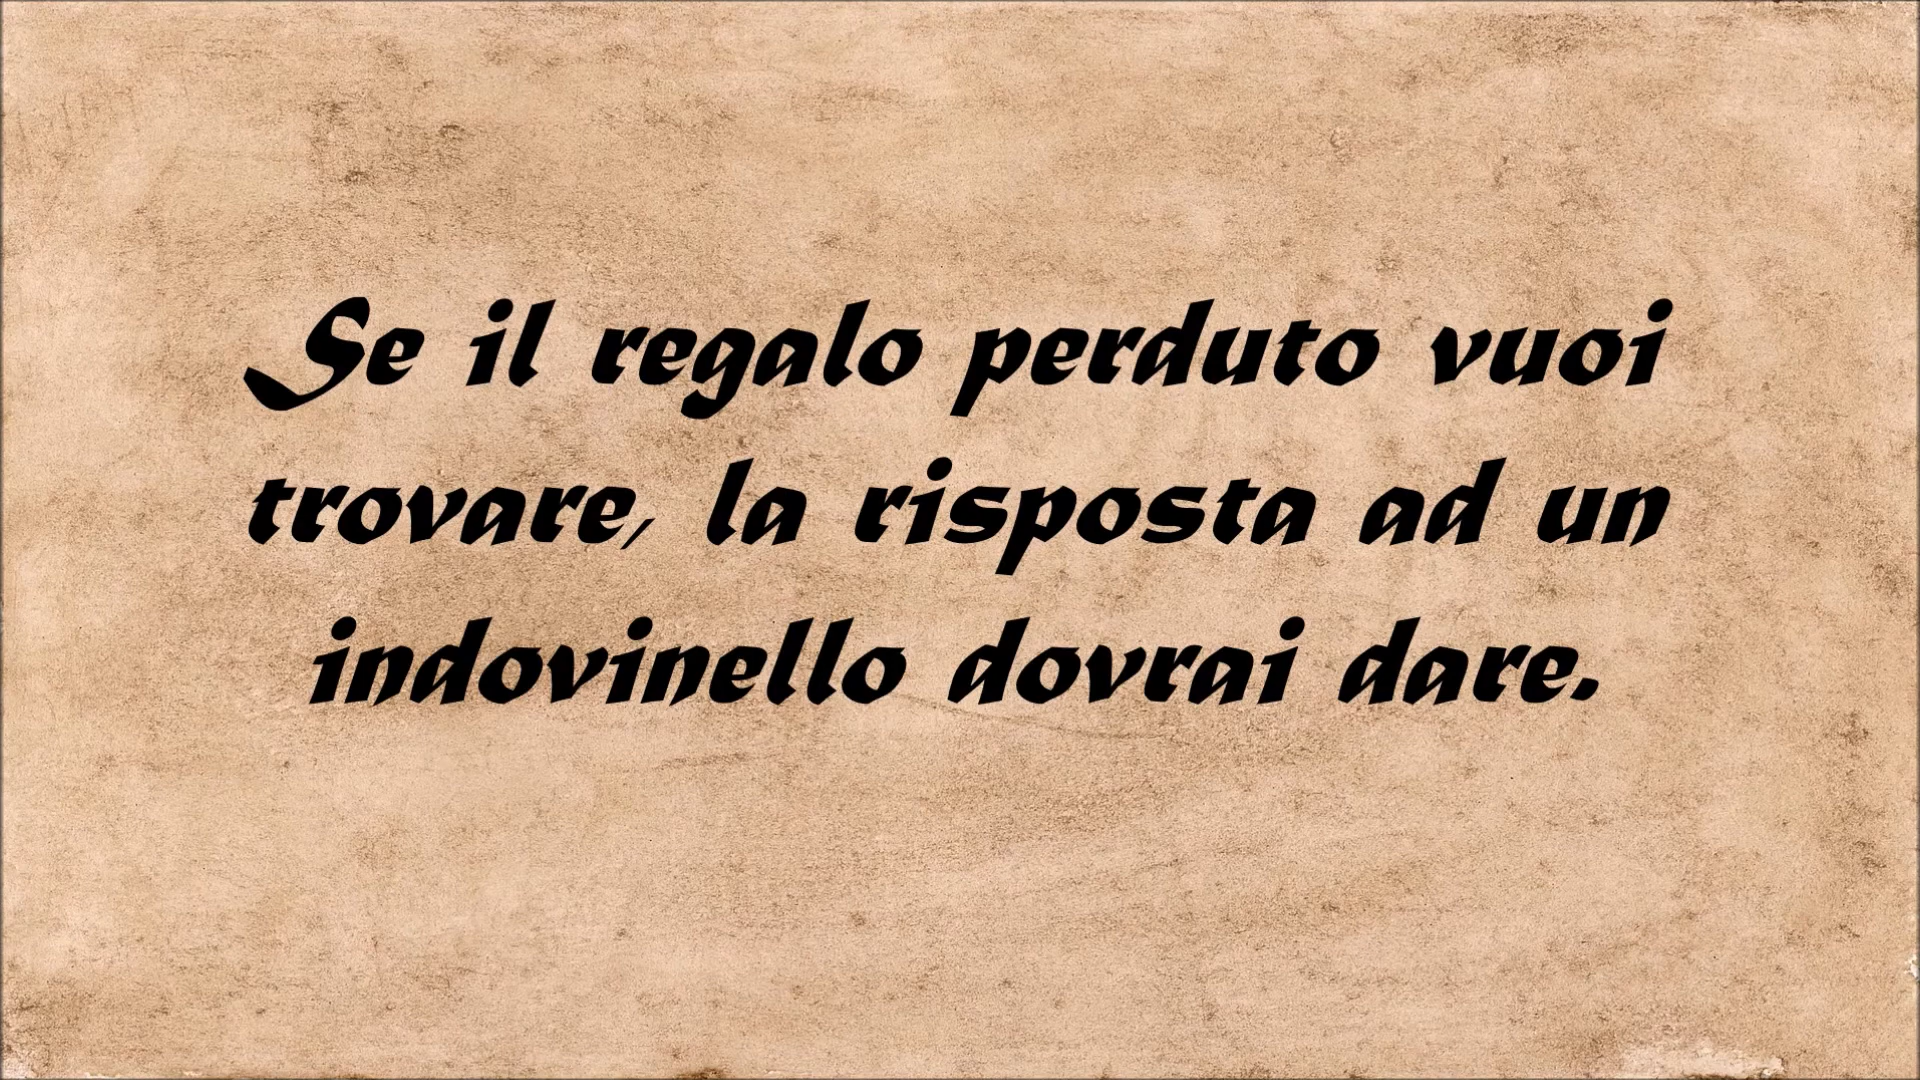 Se il regalo perduto vuoi
trovare, la risposta ad un
indovinello dovrai dare.